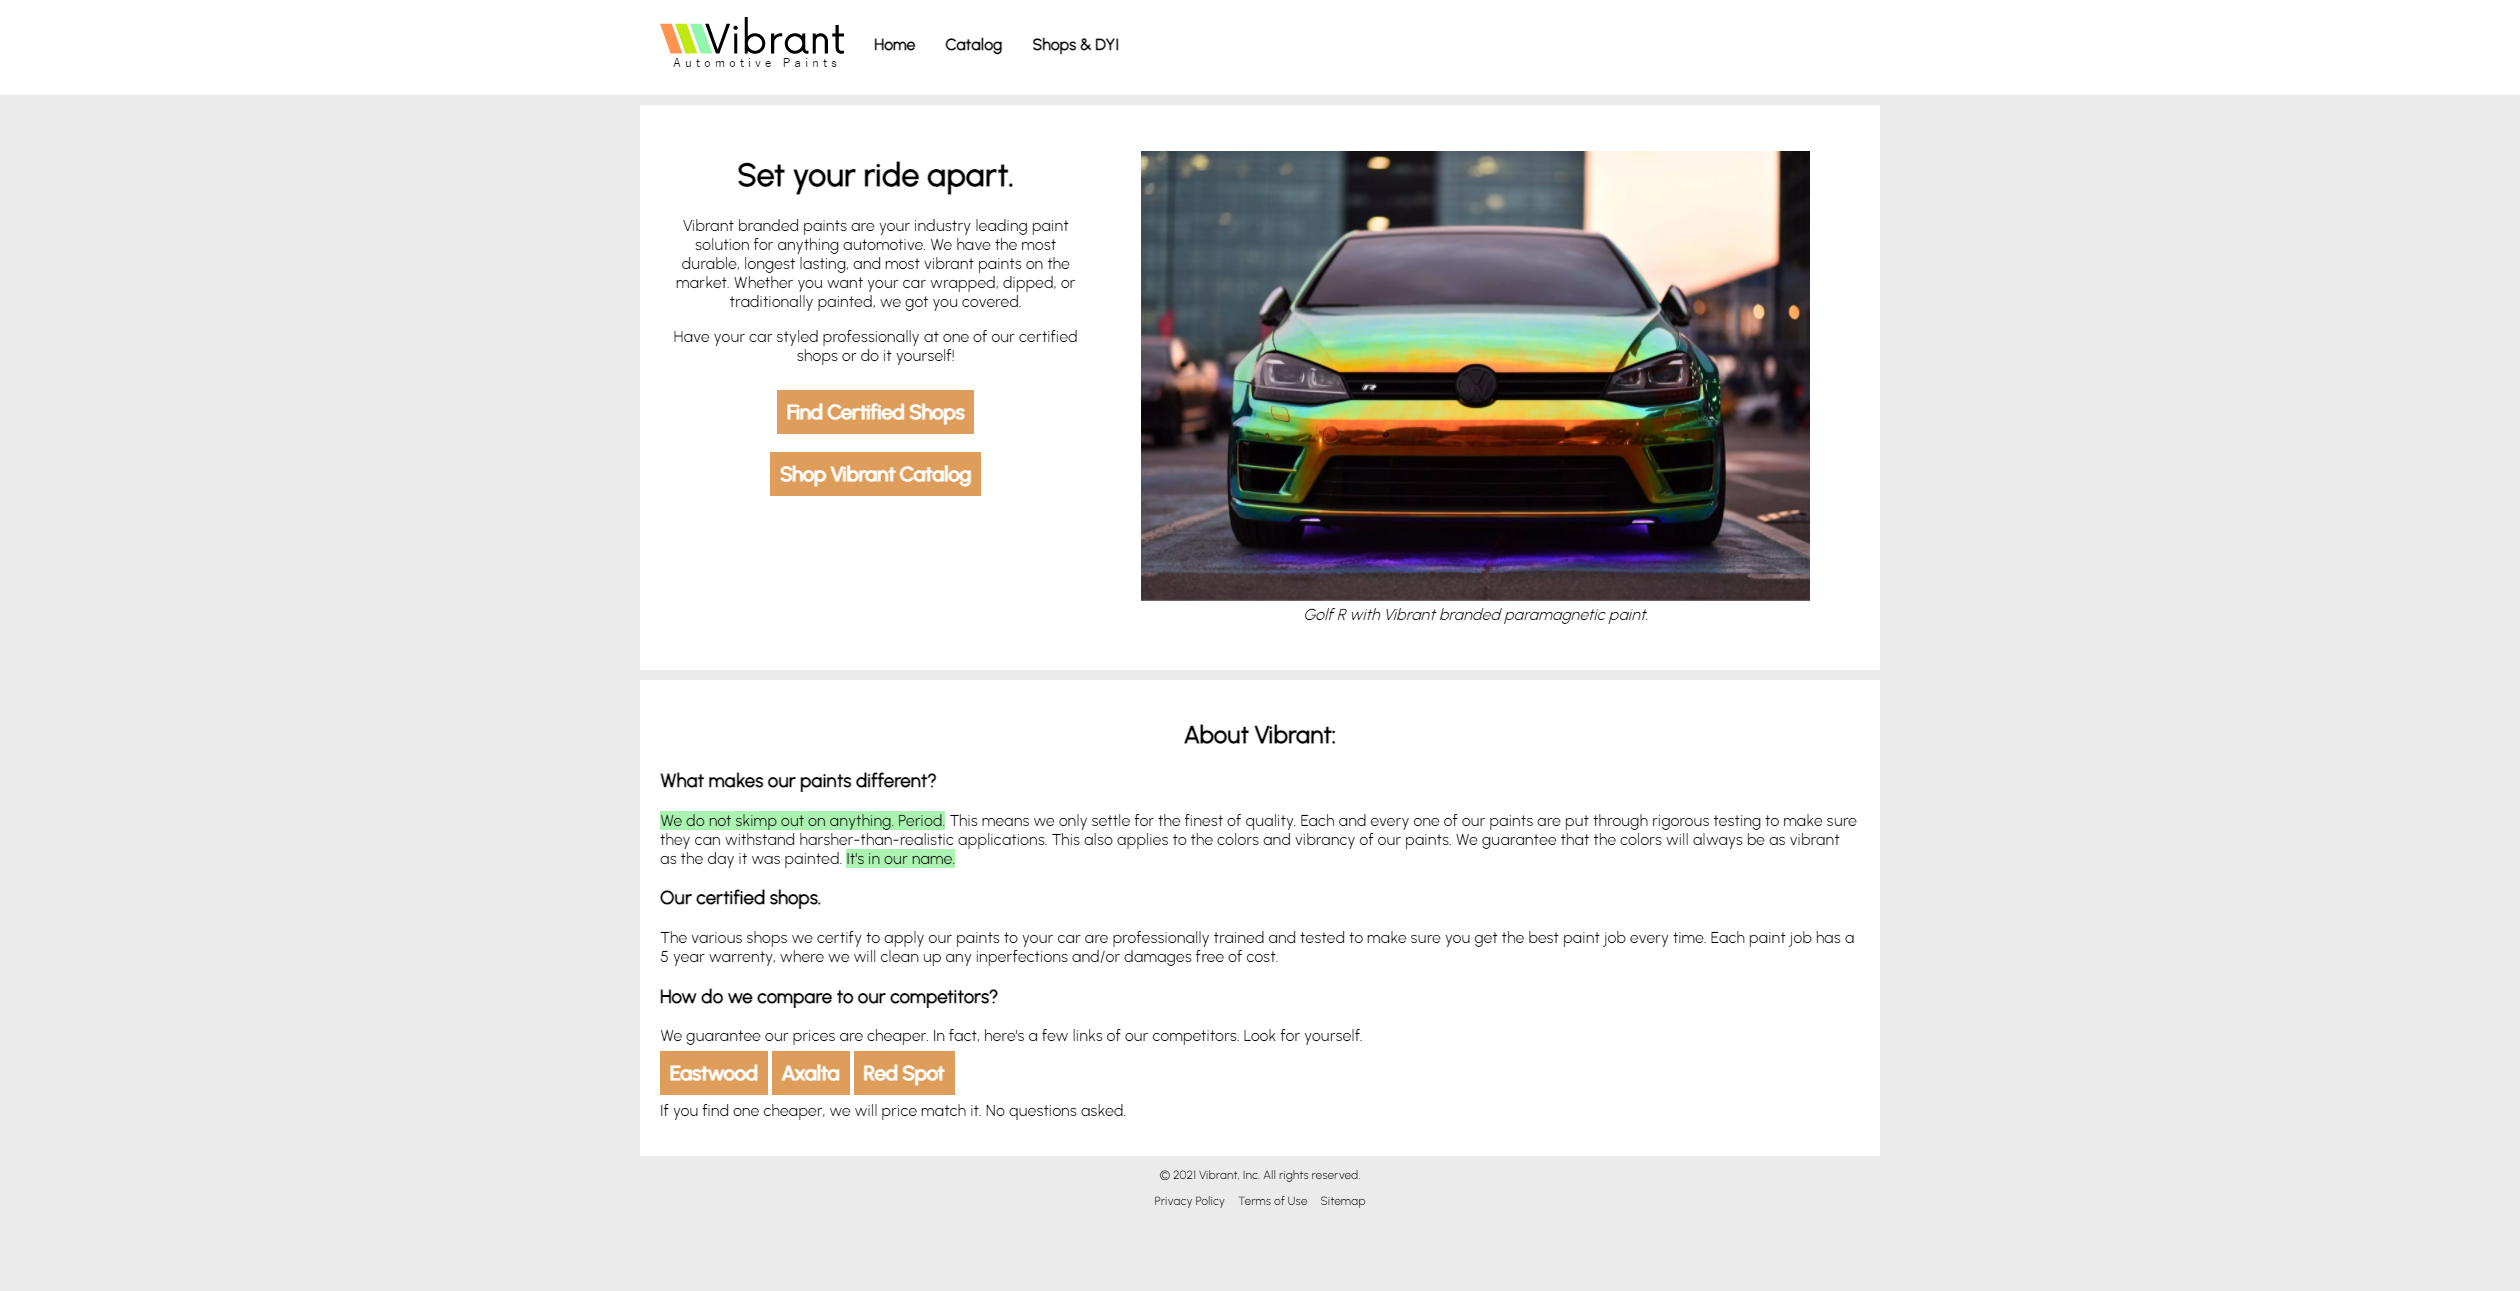 Vibrant
Automotive Paints
Home
Catalog
Shops & DYI
Set your ride apart.
Vibrant branded paints are your industry leading paint
solution for anything automotive. We have the most
durable, longest lasting, and most vibrant paints on the
market. Whether you want your car wrapped, dipped, or
traditionally painted, we got you covered.
Have your car styled professionally at one of our certified
shops or do it yourself!
Find Certified Shops
Shop Vibrant Catalog
R
Golf R with Vibrant branded paramagnetic paint.
About Vibrant:
What makes our paints different?
We do not skimp out on anything. Period. This means we only settle for the finest of quality. Each and every one of our paints are put through rigorous testing to make sure
they can withstand harsher-than-realistic applications. This also applies to the colors and vibrancy of our paints. We guarantee that the colors will always be as vibrant
as the day it was painted. It's in our name.
Our certified shops.
The various shops we certify to apply our paints to your car are professionally trained and tested to make sure you get the best paint job every time. Each paint job has a
5 year warrenty, where we will clean up any inperfections and/or damages free of cost.
How do we compare to our competitors?
We guarantee our prices are cheaper. In fact, here's a few links of our competitors. Look for yourself.
Eastwood
Axalta
Red Spot
If you find one cheaper, we will price match it. No questions asked.
© 2021 Vibrant, Inc. All rights reserved.
Privacy Policy
Terms of Use
Sitemap